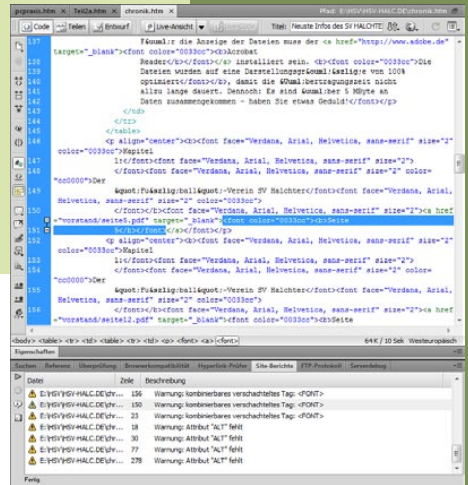 pcpraxis.htm × Teil2a.htm × chronik.htm × Pfad: E:\HSV\HSV-HALC.DE\chronik.htm
Code Teilen Entwurf Live-Ansicht Titel: Neuste Infos des SV HALCHTE
137 F&uuml;r die Anzeige der Dateien muss der <a href="http://www.adobe.de"
target="_blank"><font color="0033cc"><b>Acrobat
138 Reader</b></font></a> installiert sein. <b><font color="0033cc">Die
139 Dateien wurden auf eine Darstellungsgr&ouml;&szlig;e von 100%
140 optimiert</font></b>, damit die &Uuml;bertragungszeit nicht
141 allzu lange dauert. Dennoch: Es sind &uuml;ber 5 MByte an
142 Daten zusammengekommen - haben Sie etwas Geduld!</font></p>
143 </td>
144 </tr>
145 </table>
146 <p align="center"><b><font face="Verdana, Arial, Helvetica, sans-serif" size="2"
color="0033cc">Kapitel
147 1:</font><font face="Verdana, Arial, Helvetica, sans-serif" size="2">
148 </font><font face="Verdana, Arial, Helvetica, sans-serif" size="2" color=
"cc0000">Der
149 &quot;Fu&szlig;ball&quot;-Verein SV Halchter</font><font face="Verdana, Arial,
Helvetica, sans-serif" size="2" color="0033cc">
150 </font></b><font face="Verdana, Arial, Helvetica, sans-serif" size="2"><a href
="vorstand/seite5.pdf" target="_blank"><font color="0033cc"><b>Seite
151 5</b></font></a></font></p>
152 <p align="center"><b><font face="Verdana, Arial, Helvetica, sans-serif" size="2"
color="0033cc">Kapitel
153 1:</font><font face="Verdana, Arial, Helvetica, sans-serif" size="2">
154 </font><font face="Verdana, Arial, Helvetica, sans-serif" size="2" color=
"cc0000">Der
155 &quot;Fu&szlig;ball&quot;-Verein SV Halchter</font><font face="Verdana, Arial,
Helvetica, sans-serif" size="2" color="0033cc">
156 </font></b><font face="Verdana, Arial, Helvetica, sans-serif" size="2"><a href
="vorstand/seite12.pdf" target="_blank"><font color="0033cc"><b>Seite
<body> <table> <tr> <td> <table> <tr> <td> <p> <font> <a> <font> 64K / 10 Sek Westeuropäisch
Eigenschaften
Suchen Referenz Überprüfung Browserkompatibilität Hyperlink-Prüfer Site-Berichte FTP-Protokoll Serverdebug
Datei Zeile Beschreibung
E:\HSV\HSV-HALC.DE\chr... 156 Warnung: kombinierbares verschachteltes Tag: <FONT>
E:\HSV\HSV-HALC.DE\chr... 150 Warnung: kombinierbares verschachteltes Tag: <FONT>
E:\HSV\HSV-HALC.DE\chr... 23 Warnung: kombinierbares verschachteltes Tag: <FONT>
E:\HSV\HSV-HALC.DE\chr... 18 Warnung: Attribut "ALT" fehlt
E:\HSV\HSV-HALC.DE\chr... 30 Warnung: Attribut "ALT" fehlt
E:\HSV\HSV-HALC.DE\chr... 77 Warnung: Attribut "ALT" fehlt
E:\HSV\HSV-HALC.DE\chr... 278 Warnung: Attribut "ALT" fehlt
Fertig